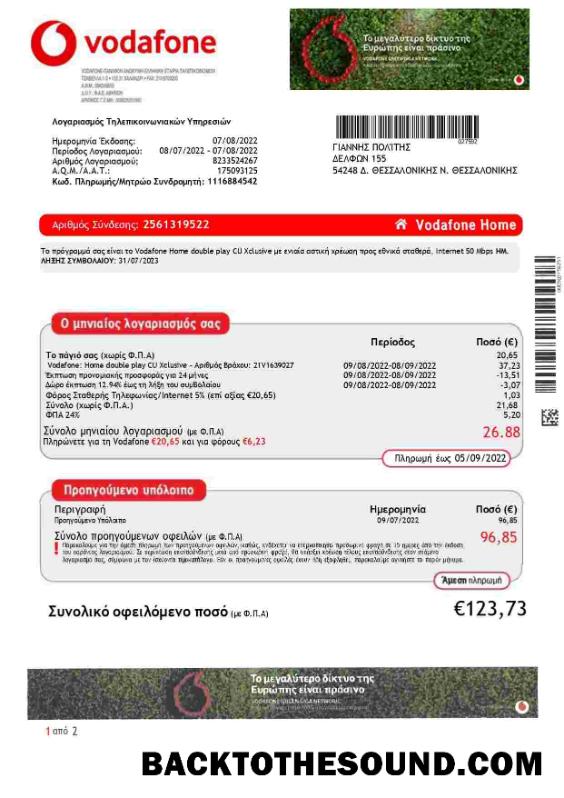 vodafone
Το μεγαλύτερο δίκτυο της
Ευρώπης είναι πράσινο
Λογαριασμός Τηλεπικοινωνιακών Υπηρεσιών
Ημερομηνία Έκδοσης: 07/08/2022
Περίοδος Λογαριασμού: 08/07/2022 - 07/08/2022
Αριθμός Λογαριασμού: 8233524267
A.Q.M./A.A.T.: 175093125
Κωδ. Πληρωμής/Μητρώο Συνδρομητή: 1116884542
027592
ΓΙΑΝΝΗΣ ΠΟΛΙΤΗΣ
ΔΕΛΦΩΝ 155
54248 Δ. ΘΕΣΣΑΛΟΝΙΚΗΣ Ν. ΘΕΣΣΑΛΟΝΙΚΗΣ
Αριθμός Σύνδεσης: 2561319522 Vodafone Home
Το πρόγραμμά σας είναι το Vodafone Home double play CU Xclusive με ενιαία αστική χρέωση προς εθνικά σταθερά, Internet 50 Mbps ΗΜ.
ΛΗΞΗΣ ΣΥΜΒΟΛΑΙΟΥ: 31/07/2023
Ο μηνιαίος λογαριασμός σας
Περίοδος Ποσό (€)
Το πάγιό σας (χωρίς Φ.Π.Α) 20,65
Vodafone: Home double play CU Xclusive - Αριθμός Βρόχου: 21V1639027 09/08/2022-08/09/2022 37,23
Έκπτωση προνομιακής προσφοράς για 24 μήνες 09/08/2022-08/09/2022 -13,51
Δώρο έκπτωση 12.94% έως τη λήξη του συμβολαίου 09/08/2022-08/09/2022 -3,07
Φόρος Σταθερής Τηλεφωνίας/Internet 5% (επί αξίας €20,65) 1,03
Σύνολο (χωρίς Φ.Π.Α.) 21,68
ΦΠΑ 24% 5,20
Σύνολο μηνιαίου λογαριασμού (με Φ.Π.Α) 26.88
Πληρώνετε για τη Vodafone €20,65 και για φόρους €6,23
Πληρωμή έως 05/09/2022
Προηγούμενο υπόλοιπο
Περιγραφή Ημερομηνία Ποσό (€)
Προηγούμενο Υπόλοιπο 09/07/2022 96,85
Σύνολο προηγούμενων οφειλών (με Φ.Π.Α) 96,85
Άμεση πληρωμή
Συνολικό οφειλόμενο ποσό (με Φ.Π.Α) €123,73
Το μεγαλύτερο δίκτυο της
Ευρώπης είναι πράσινο
1 από 2
BACKTOTHESOUND.COM